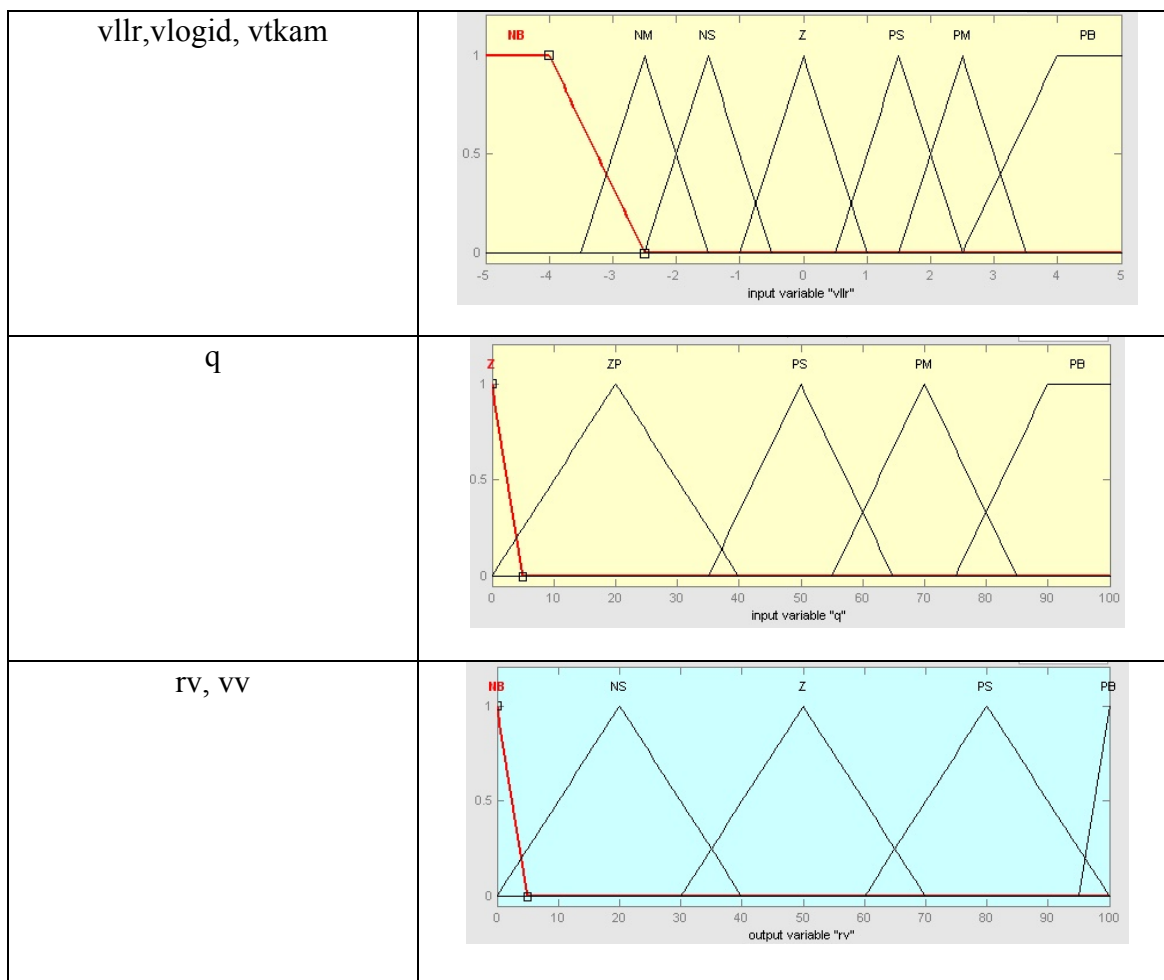 vllr,vlogid, vtkam
NB NM NS Z PS PM PB
1
0.5
0
-5 -4 -3 -2 -1 0 1 2 3 4 5
input variable "vllr"
q
Z ZP PS PM PB
1
0.5
0
0 10 20 30 40 50 60 70 80 90 100
input variable "q"
rv, vv
NB NS Z PS PB
1
0.5
0
0 10 20 30 40 50 60 70 80 90 100
output variable "rv"